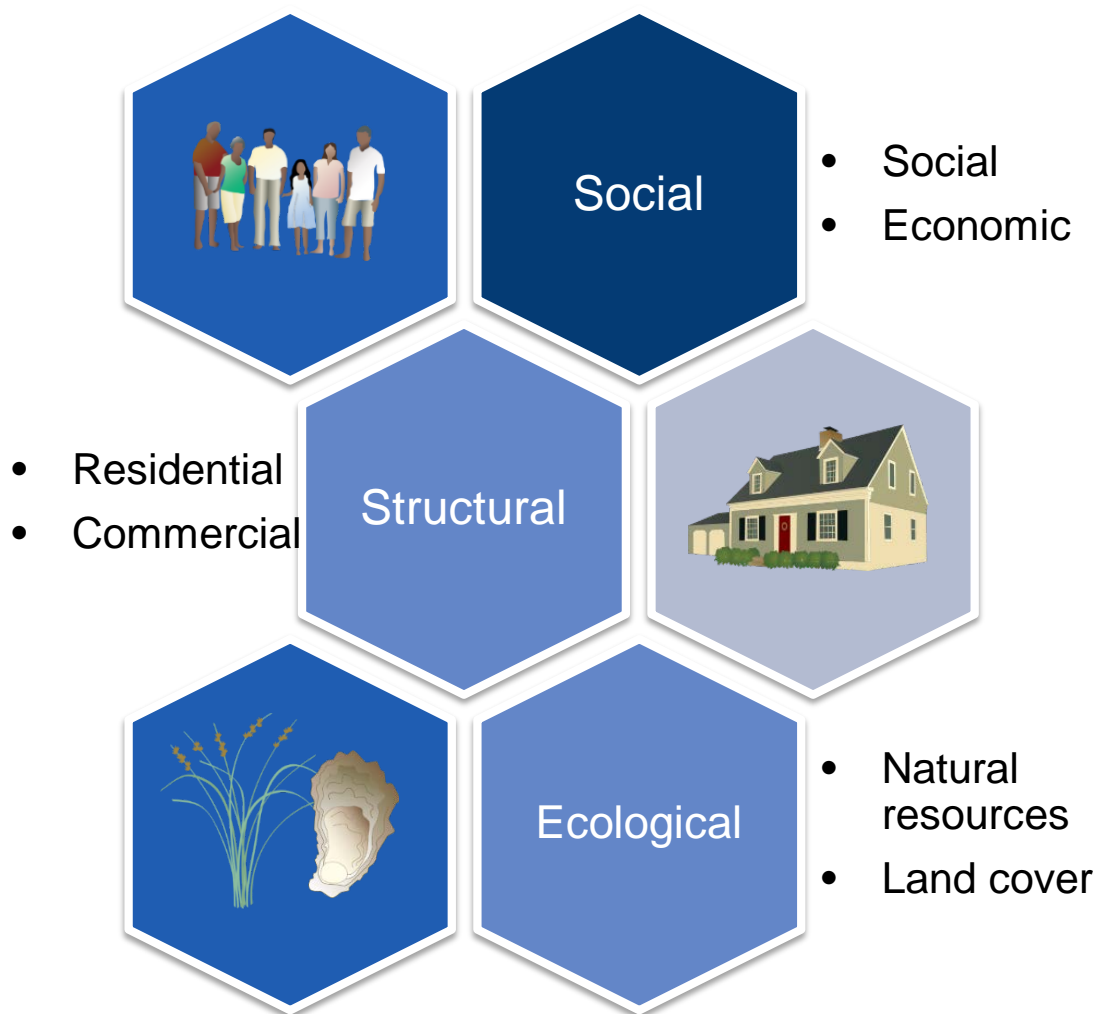 Social
• Social
• Economic
• Residential
• Commercial
Structural
Ecological
• Natural
resources
• Land cover